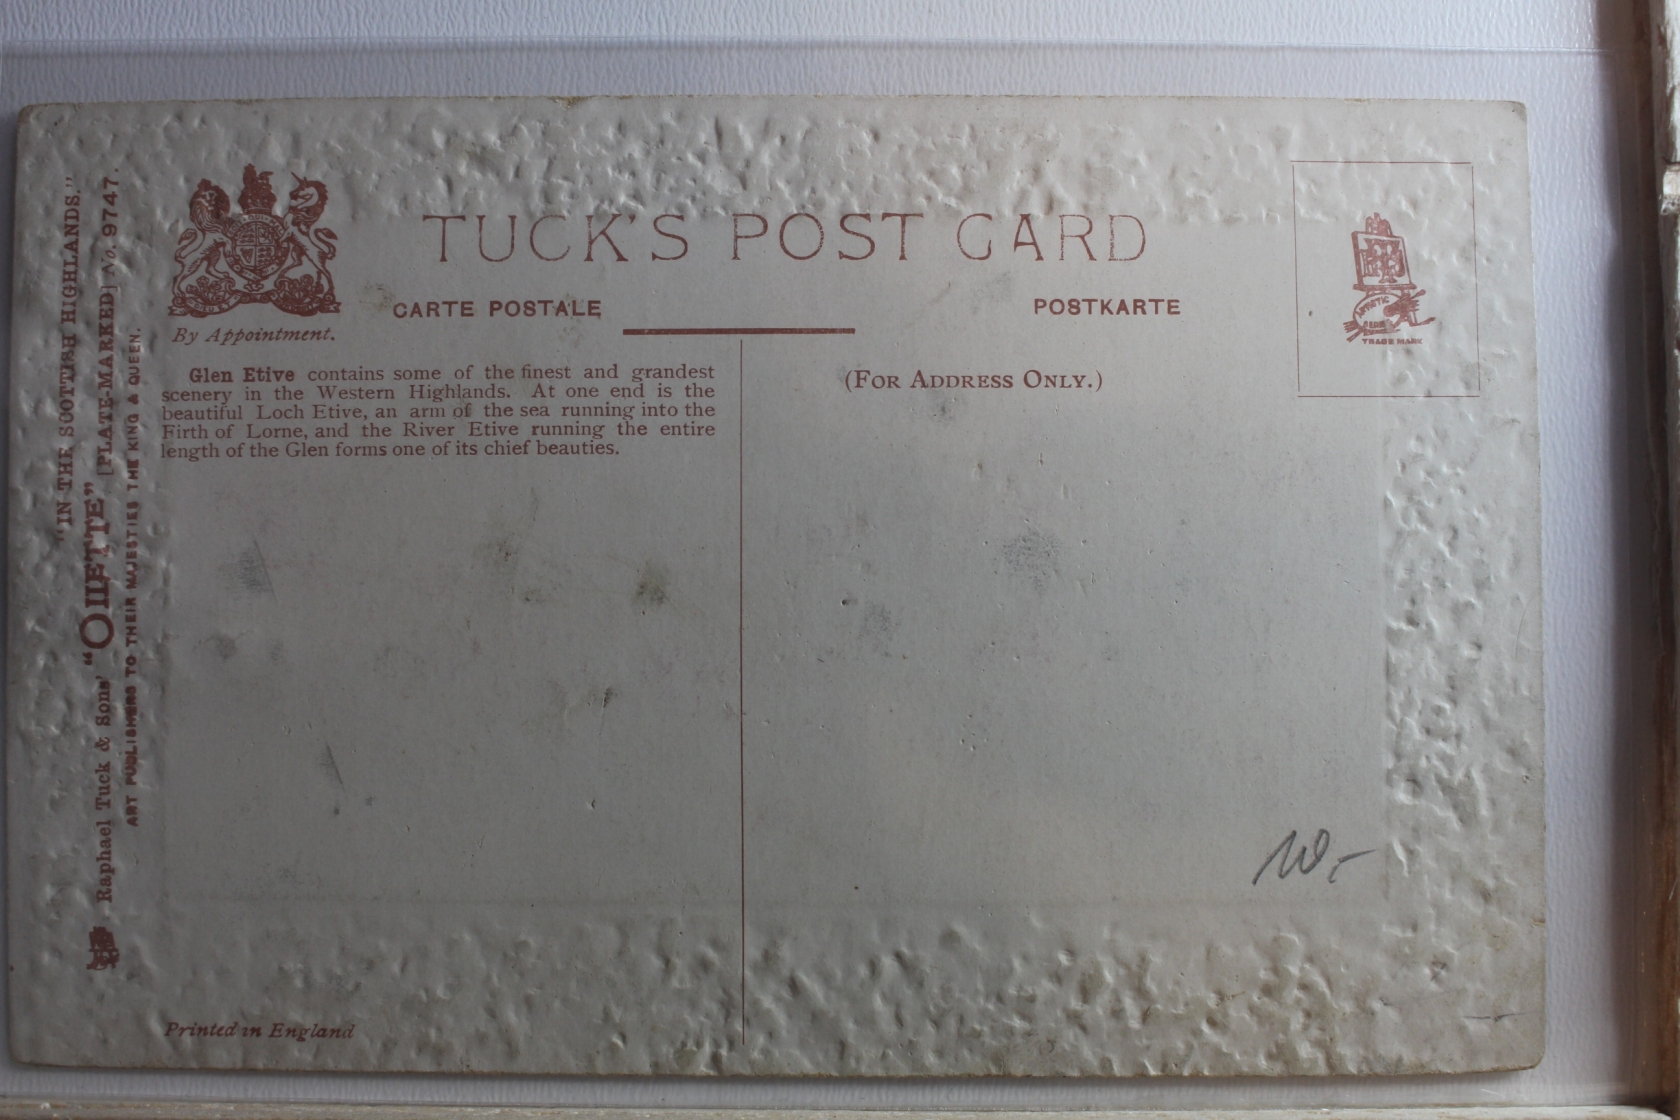 "IN THE SCOTTISH HIGHLANDS."
Raphael Tuck & Sons' "OILETTE" [PLATE-MARKED] No. 9747.
ART PUBLISHERS TO THEIR MAJESTIES THE KING & QUEEN.
By Appointment.
TUCK'S POST CARD
CARTE POSTALE
POSTKARTE
TRADE MARK
Glen Etive contains some of the finest and grandest
scenery in the Western Highlands. At one end is the
beautiful Loch Etive, an arm of the sea running into the
Firth of Lorne, and the River Etive running the entire
length of the Glen forms one of its chief beauties.
(FOR ADDRESS ONLY.)
10,-
Printed in England